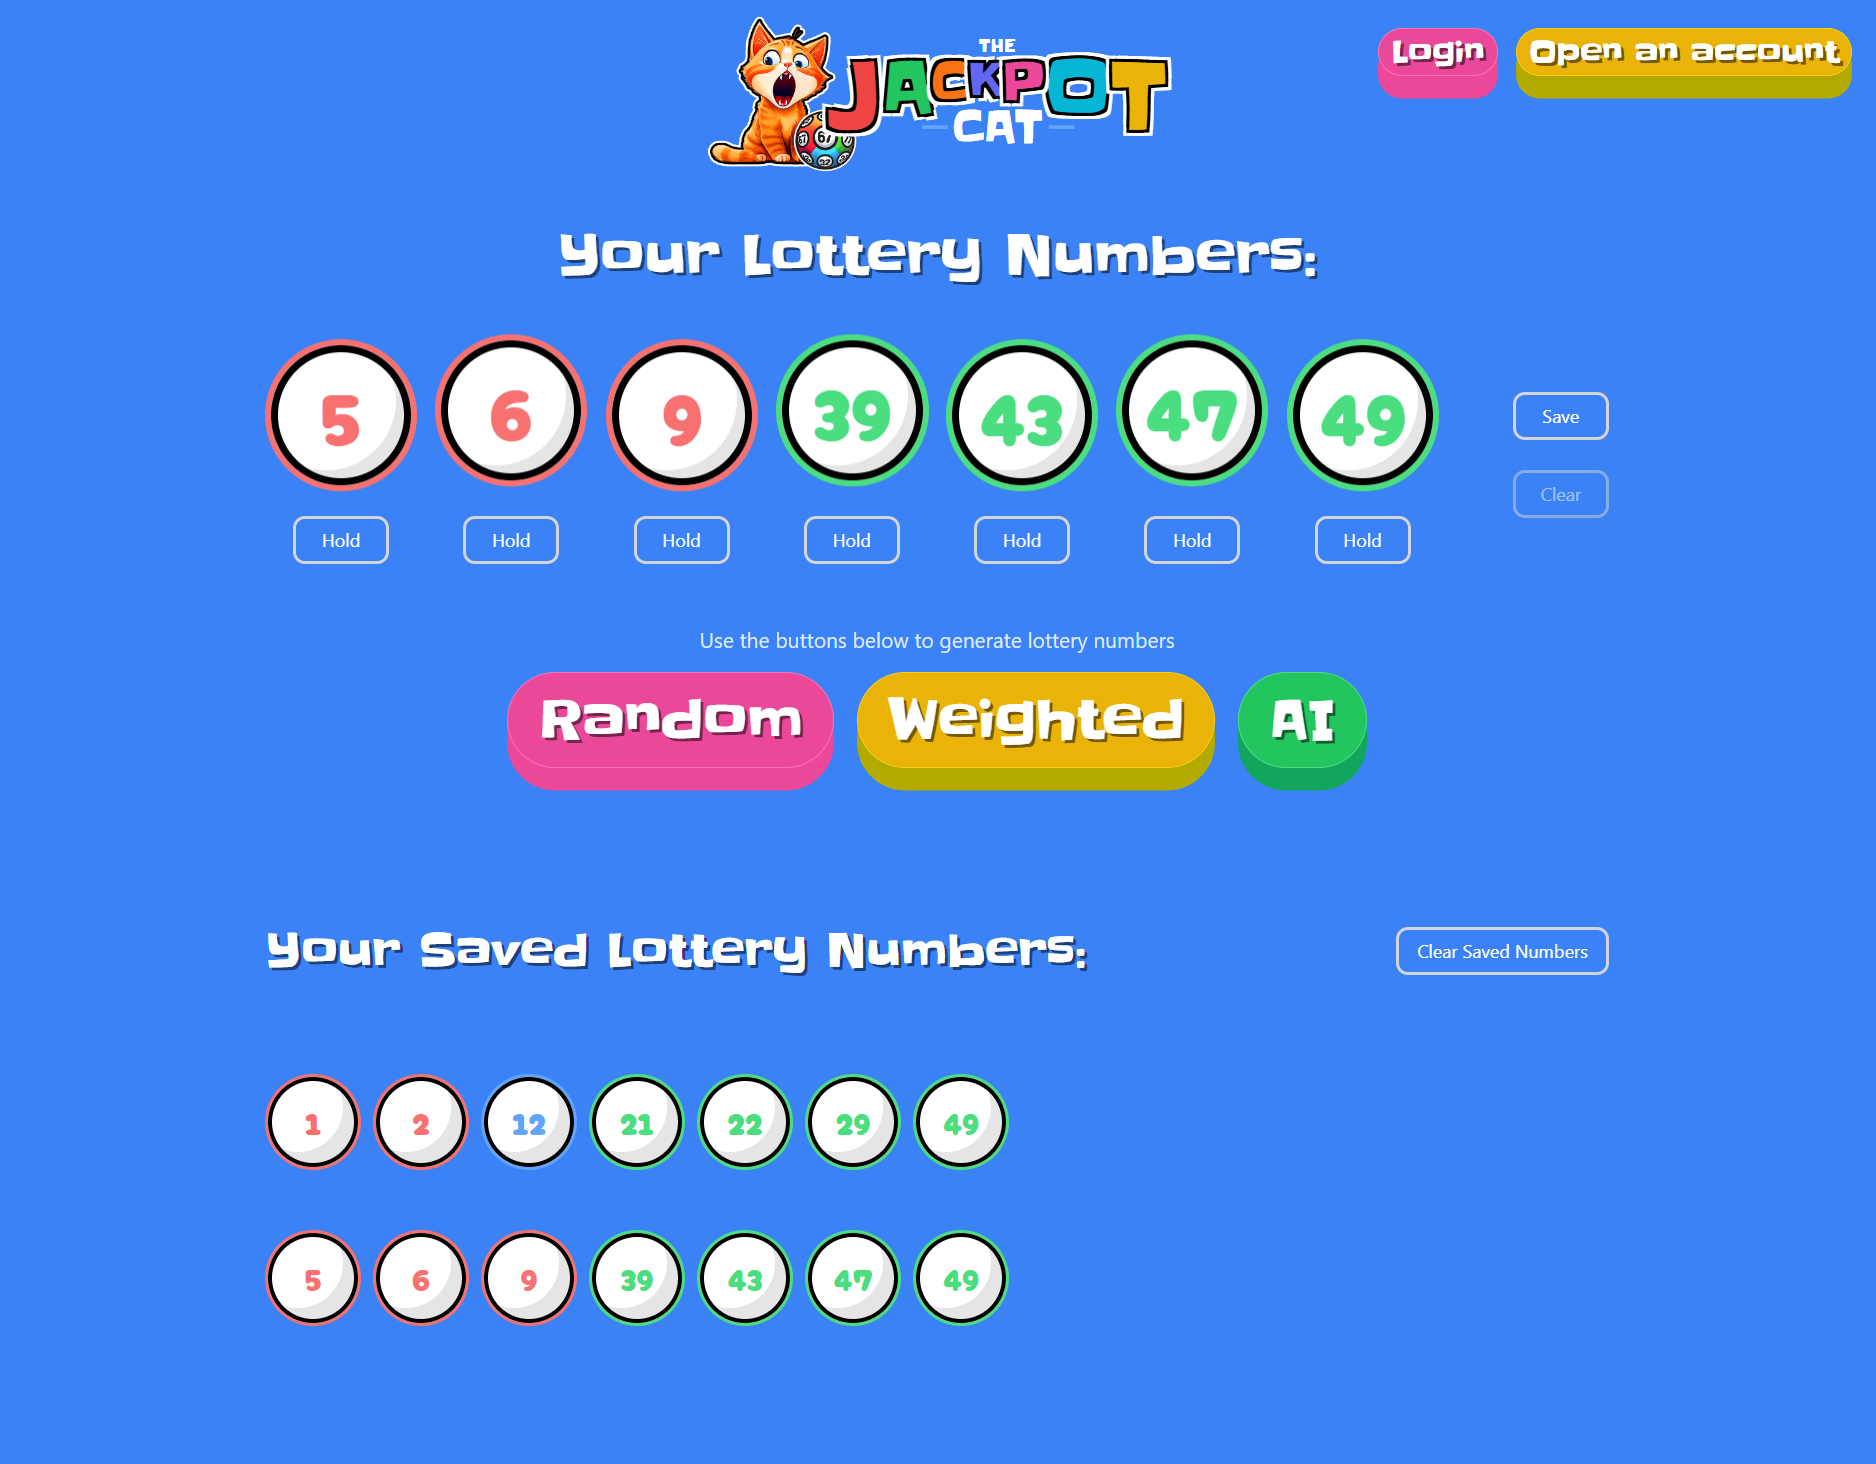 THE
JACKPOT
CAT
67
Login
Open an account
Your Lottery Numbers:
5 6 9 39 43 47 49
Save
Clear
Hold Hold Hold Hold Hold Hold Hold
Use the buttons below to generate lottery numbers
Random Weighted AI
Your Saved Lottery Numbers:
Clear Saved Numbers
1 2 12 21 22 29 49
5 6 9 39 43 47 49